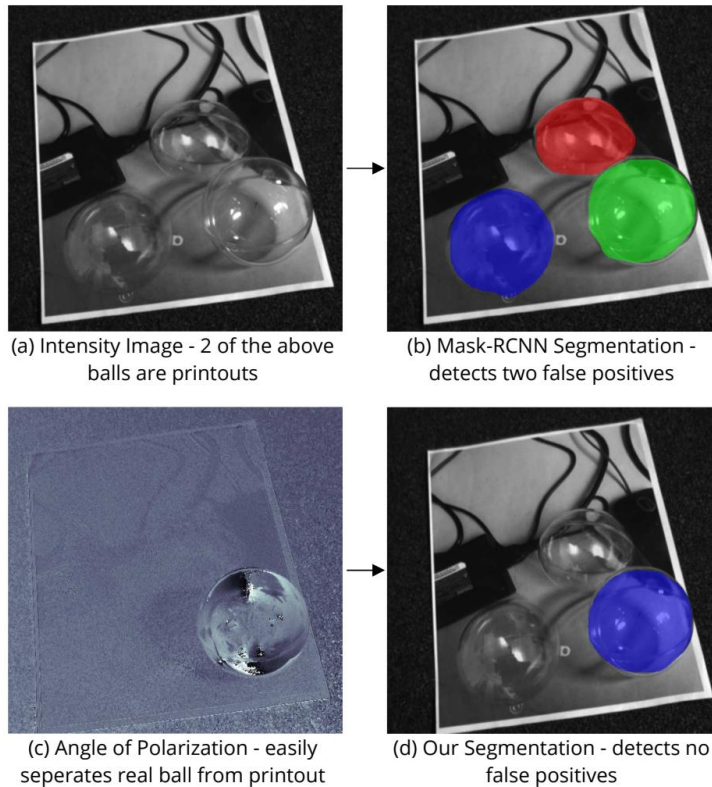 (a) Intensity Image - 2 of the above
balls are printouts
(b) Mask-RCNN Segmentation -
detects two false positives
(c) Angle of Polarization - easily
seperates real ball from printout
(d) Our Segmentation - detects no
false positives